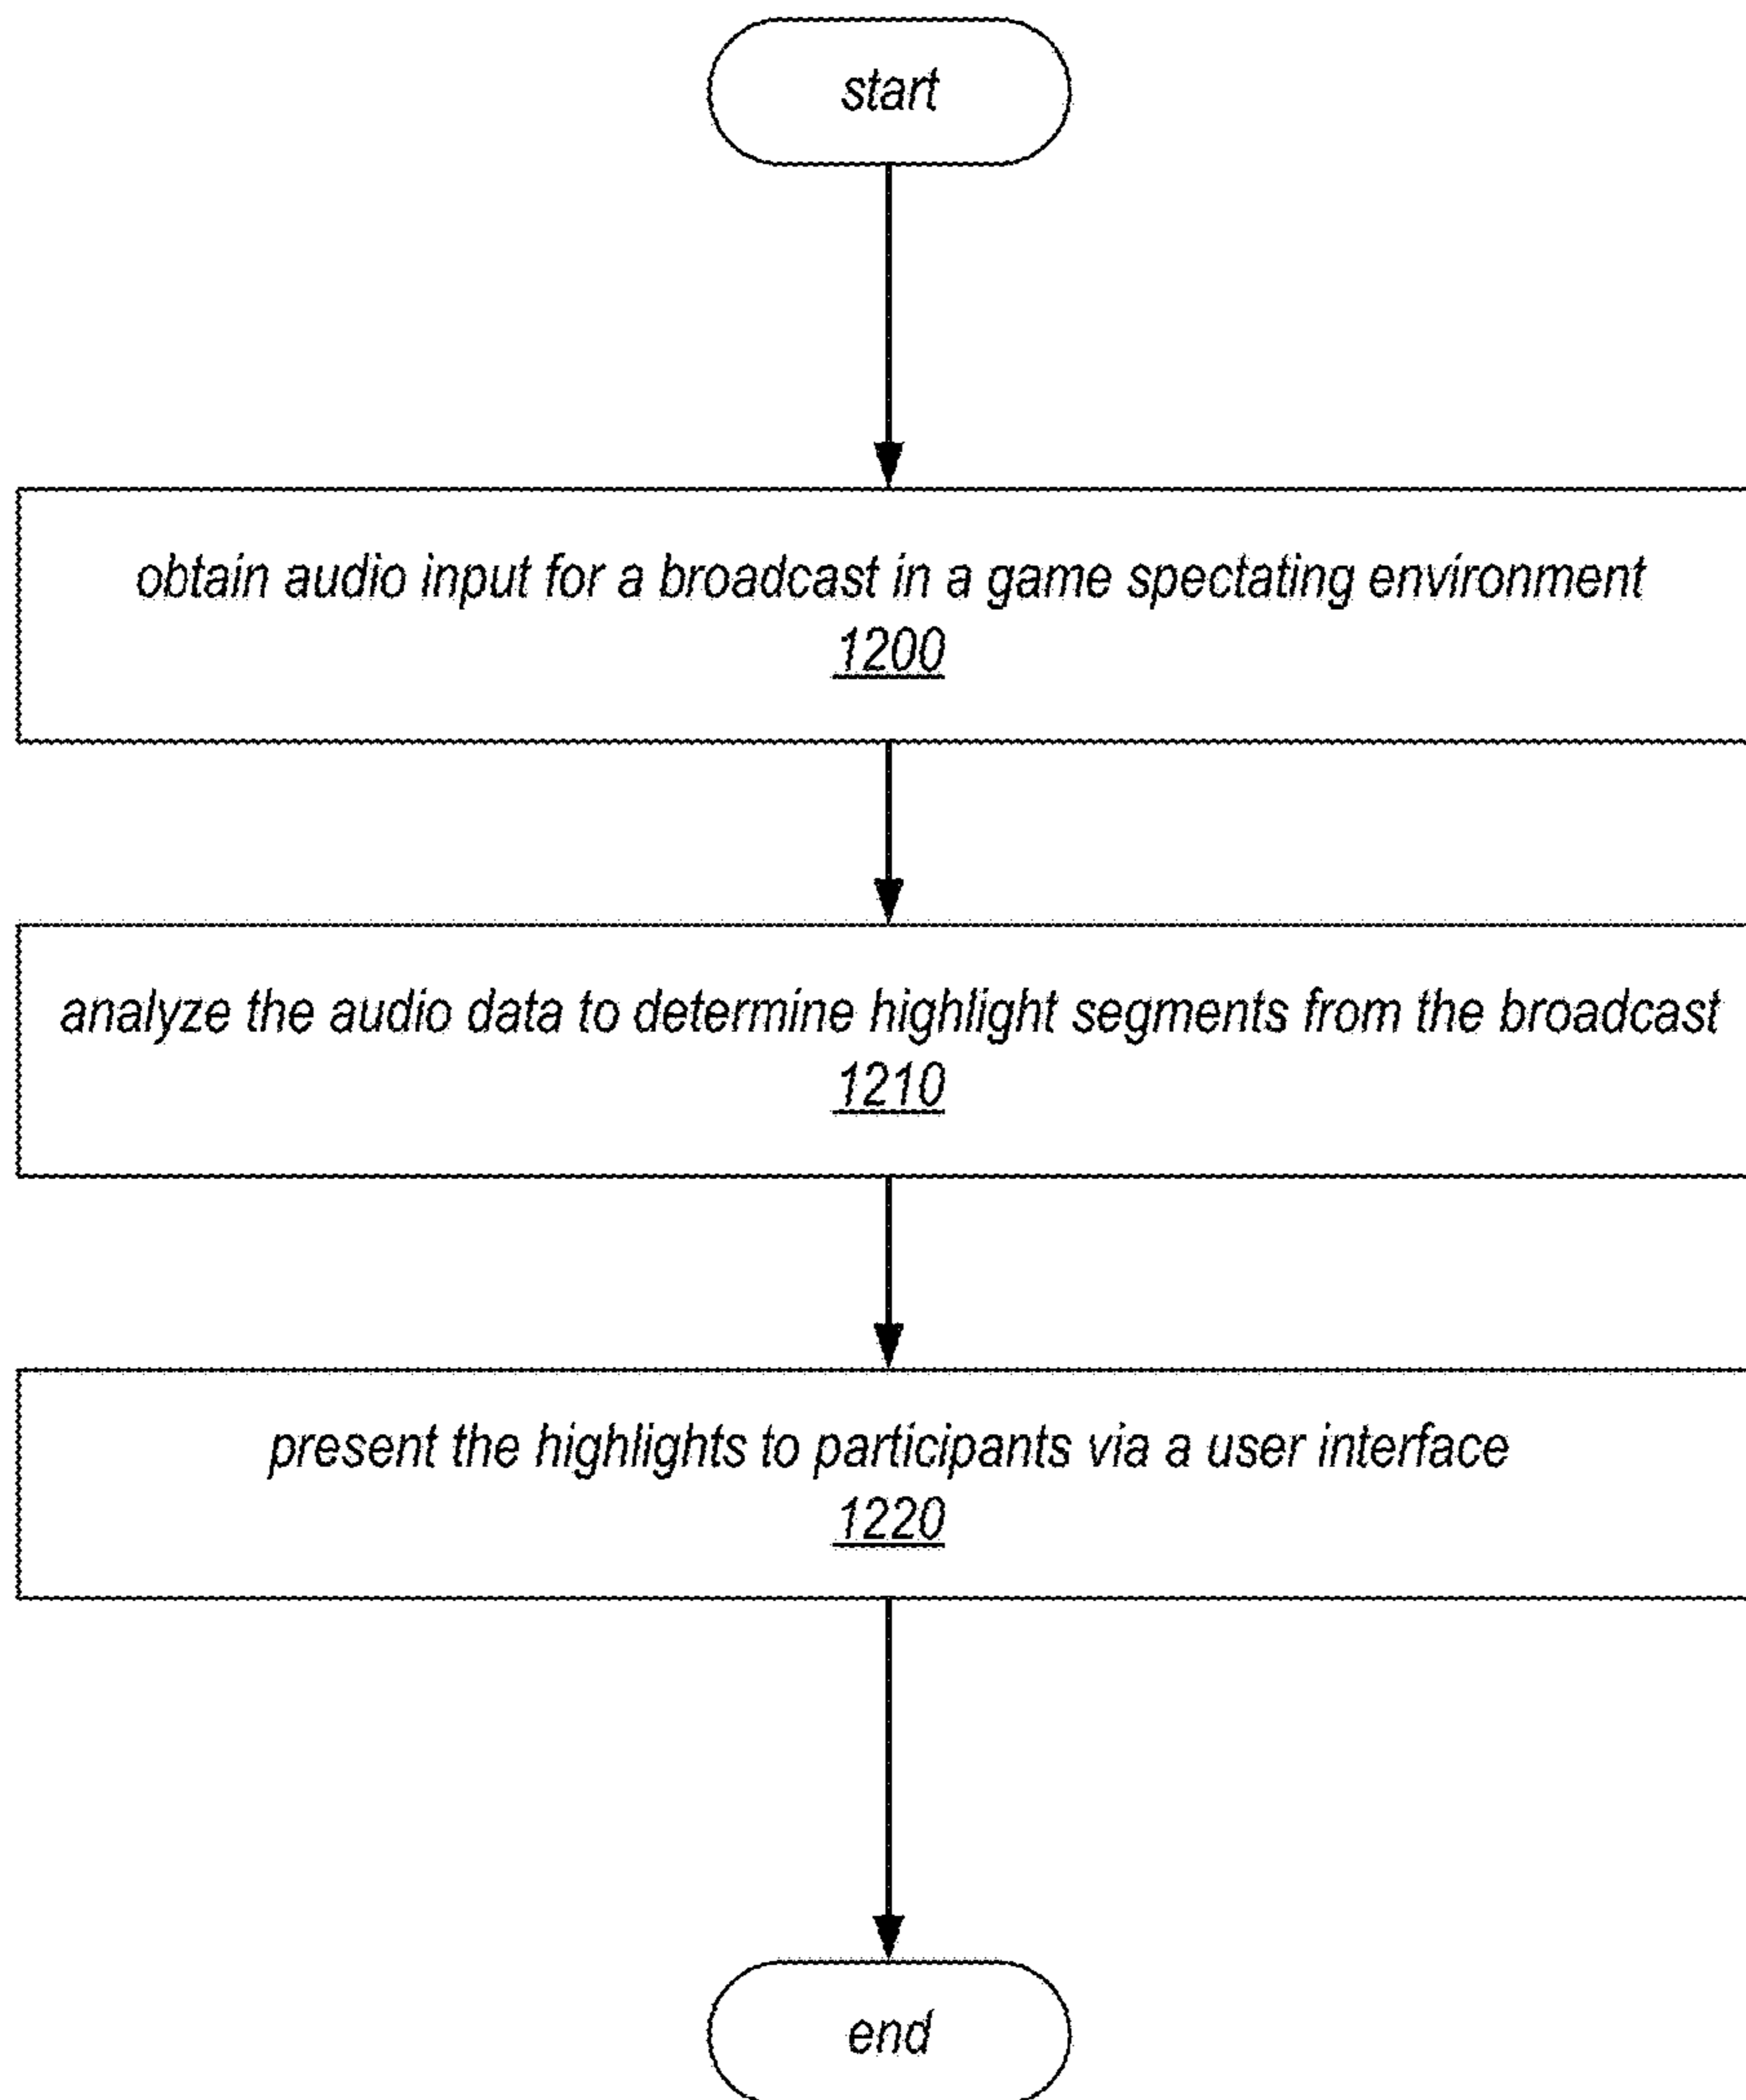 start
obtain audio input for a broadcast in a game spectating environment
1200
analyze the audio data to determine highlight segments from the broadcast
1210
present the highlights to participants via a user interface
1220
end